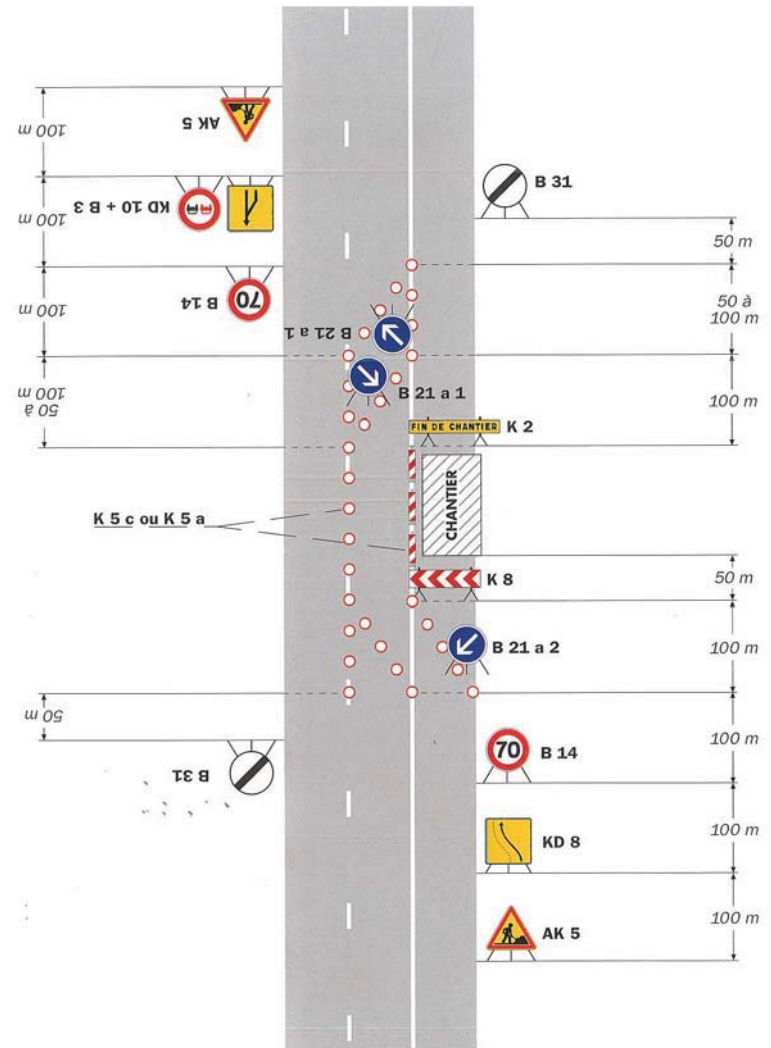 AK 5
100 m
KD 10 + B 3
100 m
70
B 14
100 m
B 21 a 1
50 à
100 m
K 5 c ou K 5 a
50 m
B 31
B 31
50 m
50 à
100 m
B 21 a 1
100 m
FIN DE CHANTIER
K 2
CHANTIER
50 m
K 8
B 21 a 2
100 m
70
B 14
100 m
KD 8
100 m
AK 5
100 m